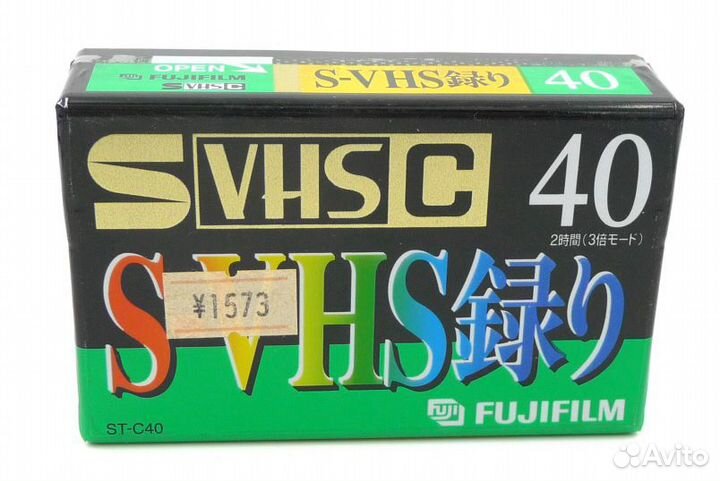 OPEN
FUJIFILM
S VHS C
S-VHS録り
40
S VHS C
40
2時間(3倍モード)
S-VHS録り
¥1573
FUJI FUJIFILM
ST-C40
Avito